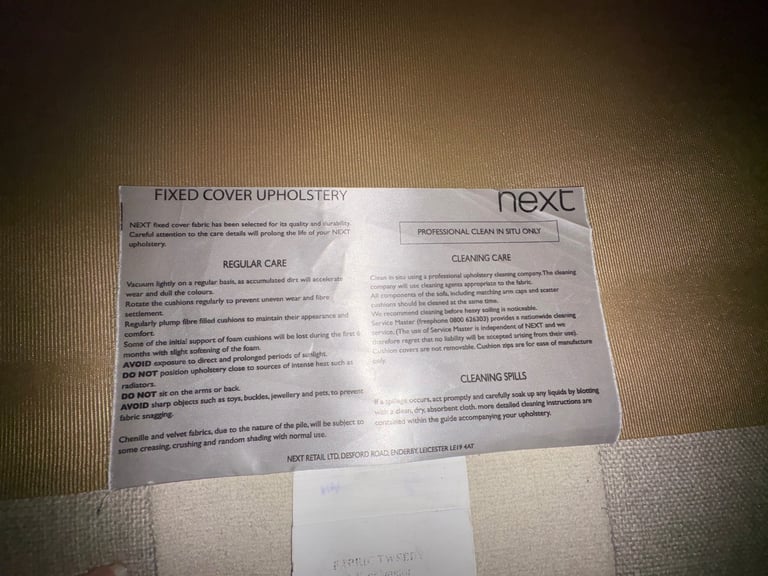 FIXED COVER UPHOLSTERY
next
NEXT fixed cover fabric has been selected for its quality and durability.
Careful attention to the care details will prolong the life of your NEXT
upholstery.
REGULAR CARE
Vacuum lightly on a regular basis, as accumulated dirt will accelerate
wear and dull the colours.
Rotate the cushions regularly to prevent uneven wear and fibre
settlement.
Regularly plump fibre filled cushions to maintain their appearance and
comfort.
Some of the initial support of foam cushions will be lost during the first 6
months with slight softening of the foam.
AVOID exposure to direct and prolonged periods of sunlight.
DO NOT position upholstery close to sources of intense heat such as
radiators.
DO NOT sit on the arms or back.
AVOID sharp objects such as toys, buckles, jewellery and pets, to prevent
fabric snagging.
Chenille and velvet fabrics, due to the nature of the pile, will be subject to
some creasing, crushing and random shading with normal use.
PROFESSIONAL CLEAN IN SITU ONLY
CLEANING CARE
Clean in situ using a professional upholstery cleaning company. The cleaning
company will use cleaning agents appropriate to the fabric.
All components of the sofa, including matching arm caps and scatter
cushions should be cleaned at the same time.
We recommend cleaning before heavy soiling is noticeable.
Service Master (freephone 0800 626303) provides a nationwide cleaning
service. (The use of Service Master is independent of NEXT and we
therefore regret that no liability will be accepted arising from their use).
Cushion covers are not removable. Cushion zips are for ease of manufacture
only.
CLEANING SPILLS
If a spillage occurs, act promptly and carefully soak up any liquids by blotting
with a clean, dry, absorbent cloth. more detailed cleaning instructions are
contained within the guide accompanying your upholstery.
NEXT RETAIL LTD, DESFORD ROAD, ENDERBY, LEICESTER LE19 4AT
FABRIC TWEEDY